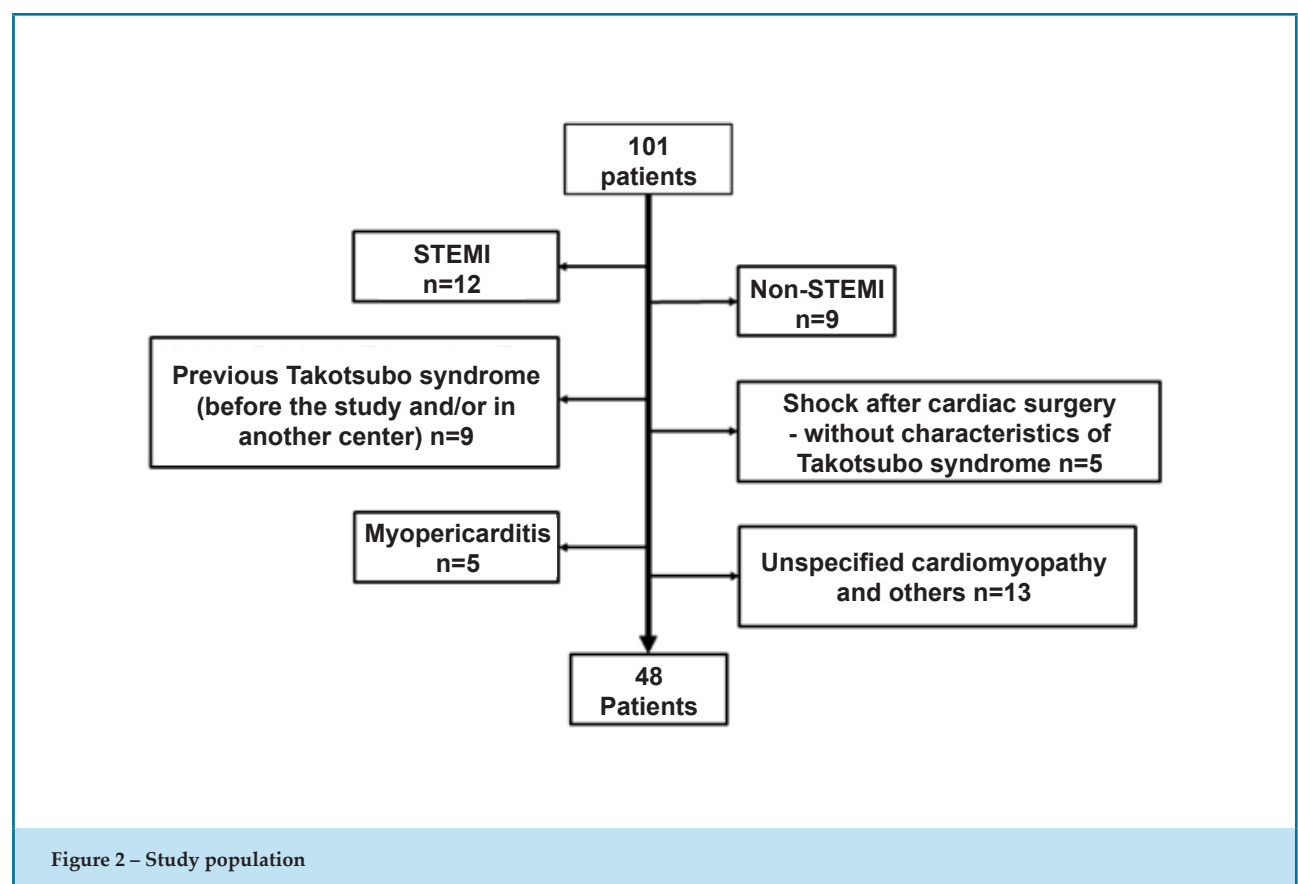 101
patients
STEMI
n=12
Non-STEMI
n=9
Previous Takotsubo syndrome
(before the study and/or in
another center) n=9
Shock after cardiac surgery
- without characteristics of
Takotsubo syndrome n=5
Myopericarditis
n=5
Unspecified cardiomyopathy
and others n=13
48
Patients
Figure 2 – Study population